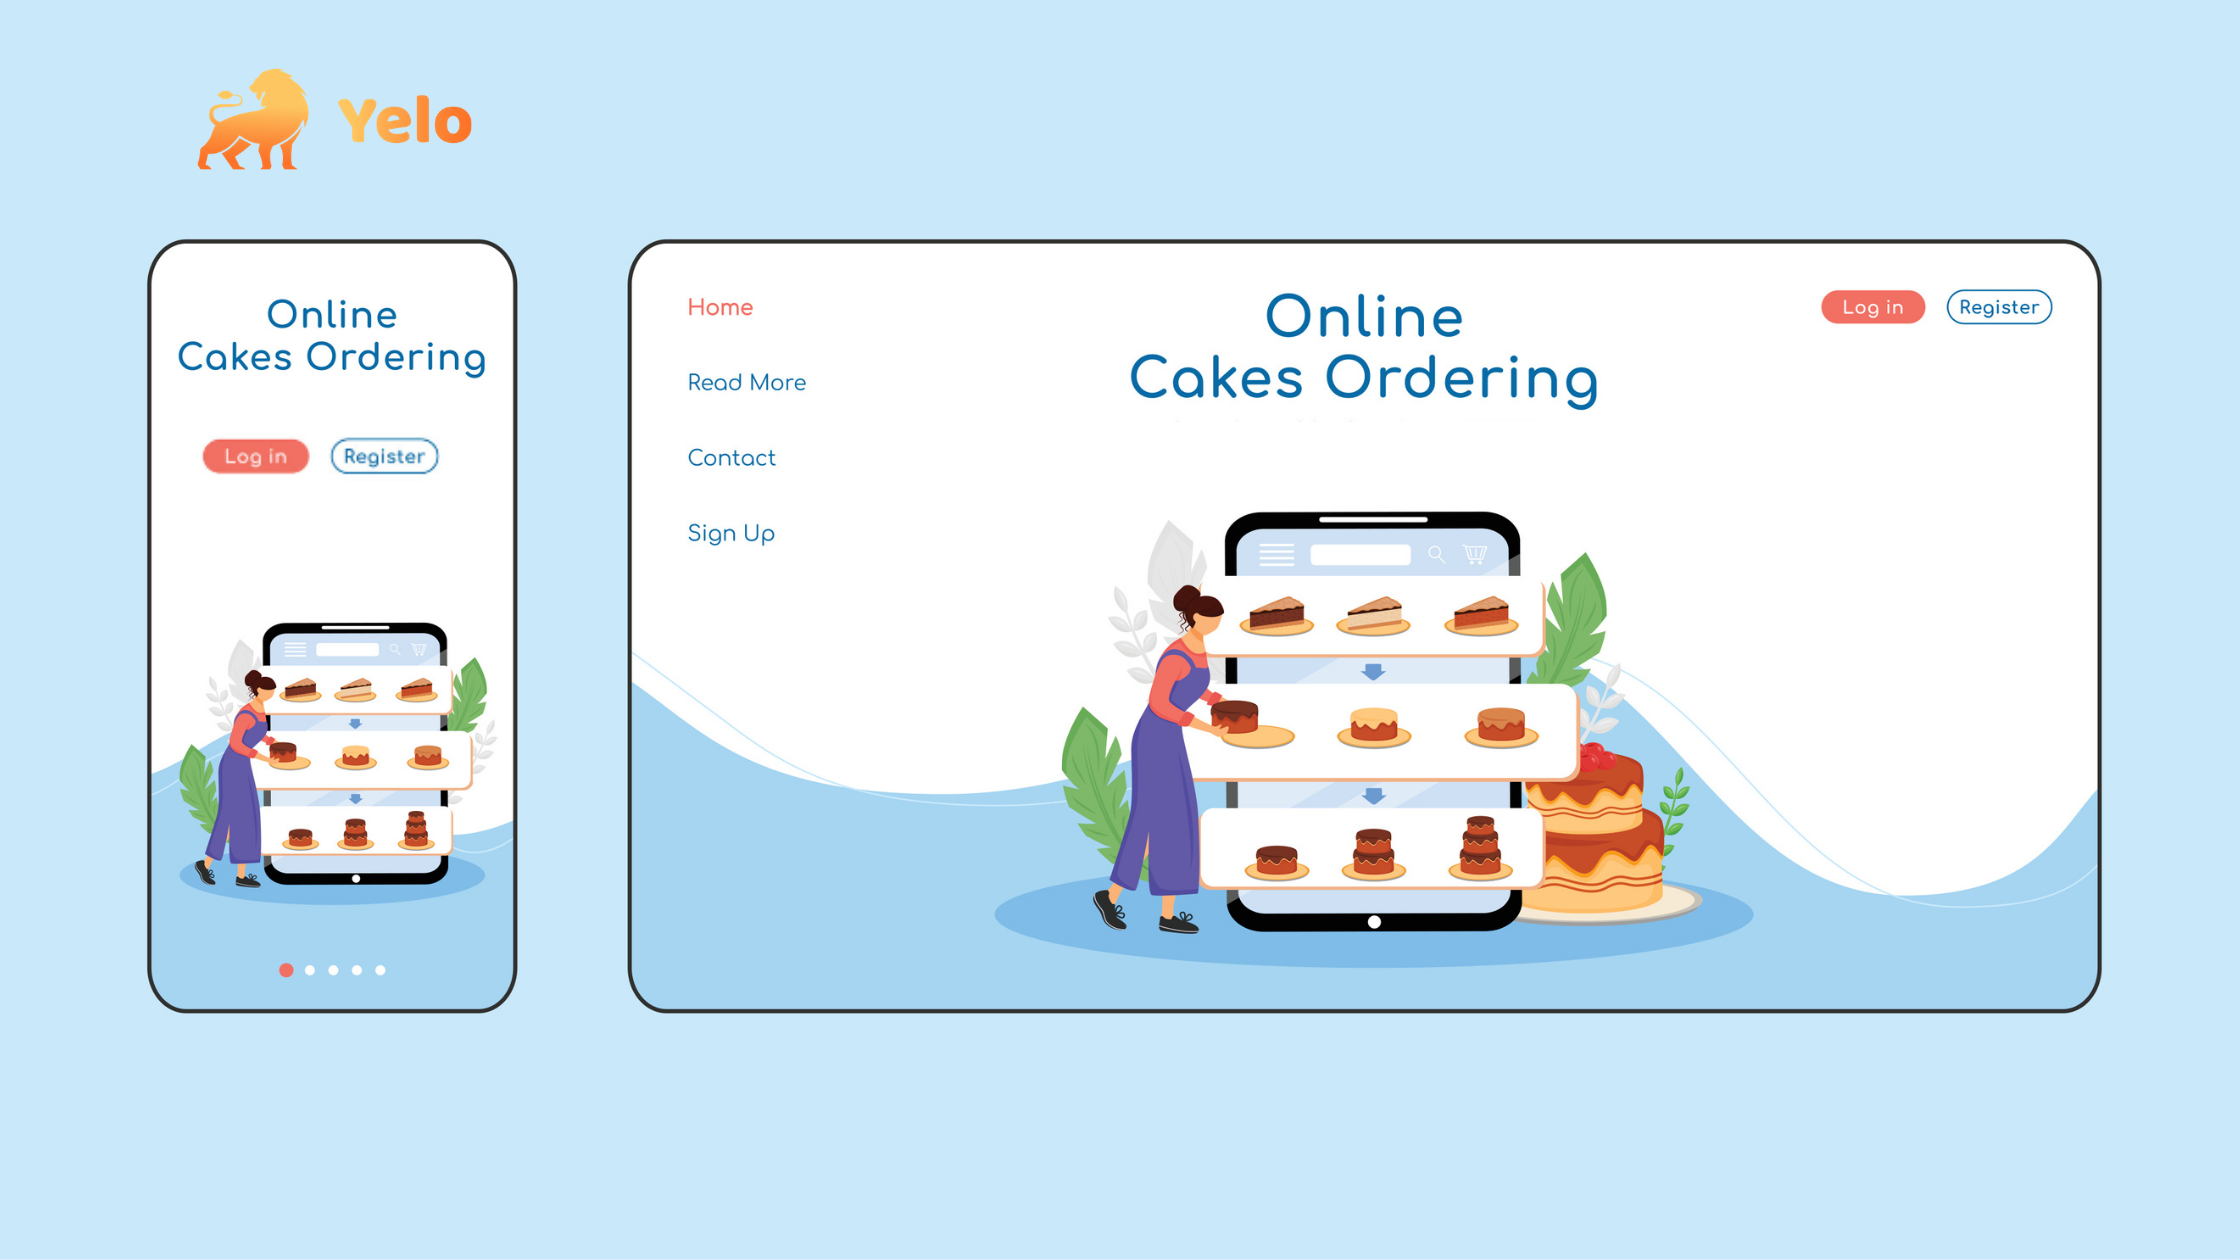 Yelo
Online
Cakes Ordering
Log in
Register
Home
Read More
Contact
Sign Up
Online
Cakes Ordering
Log in
Register